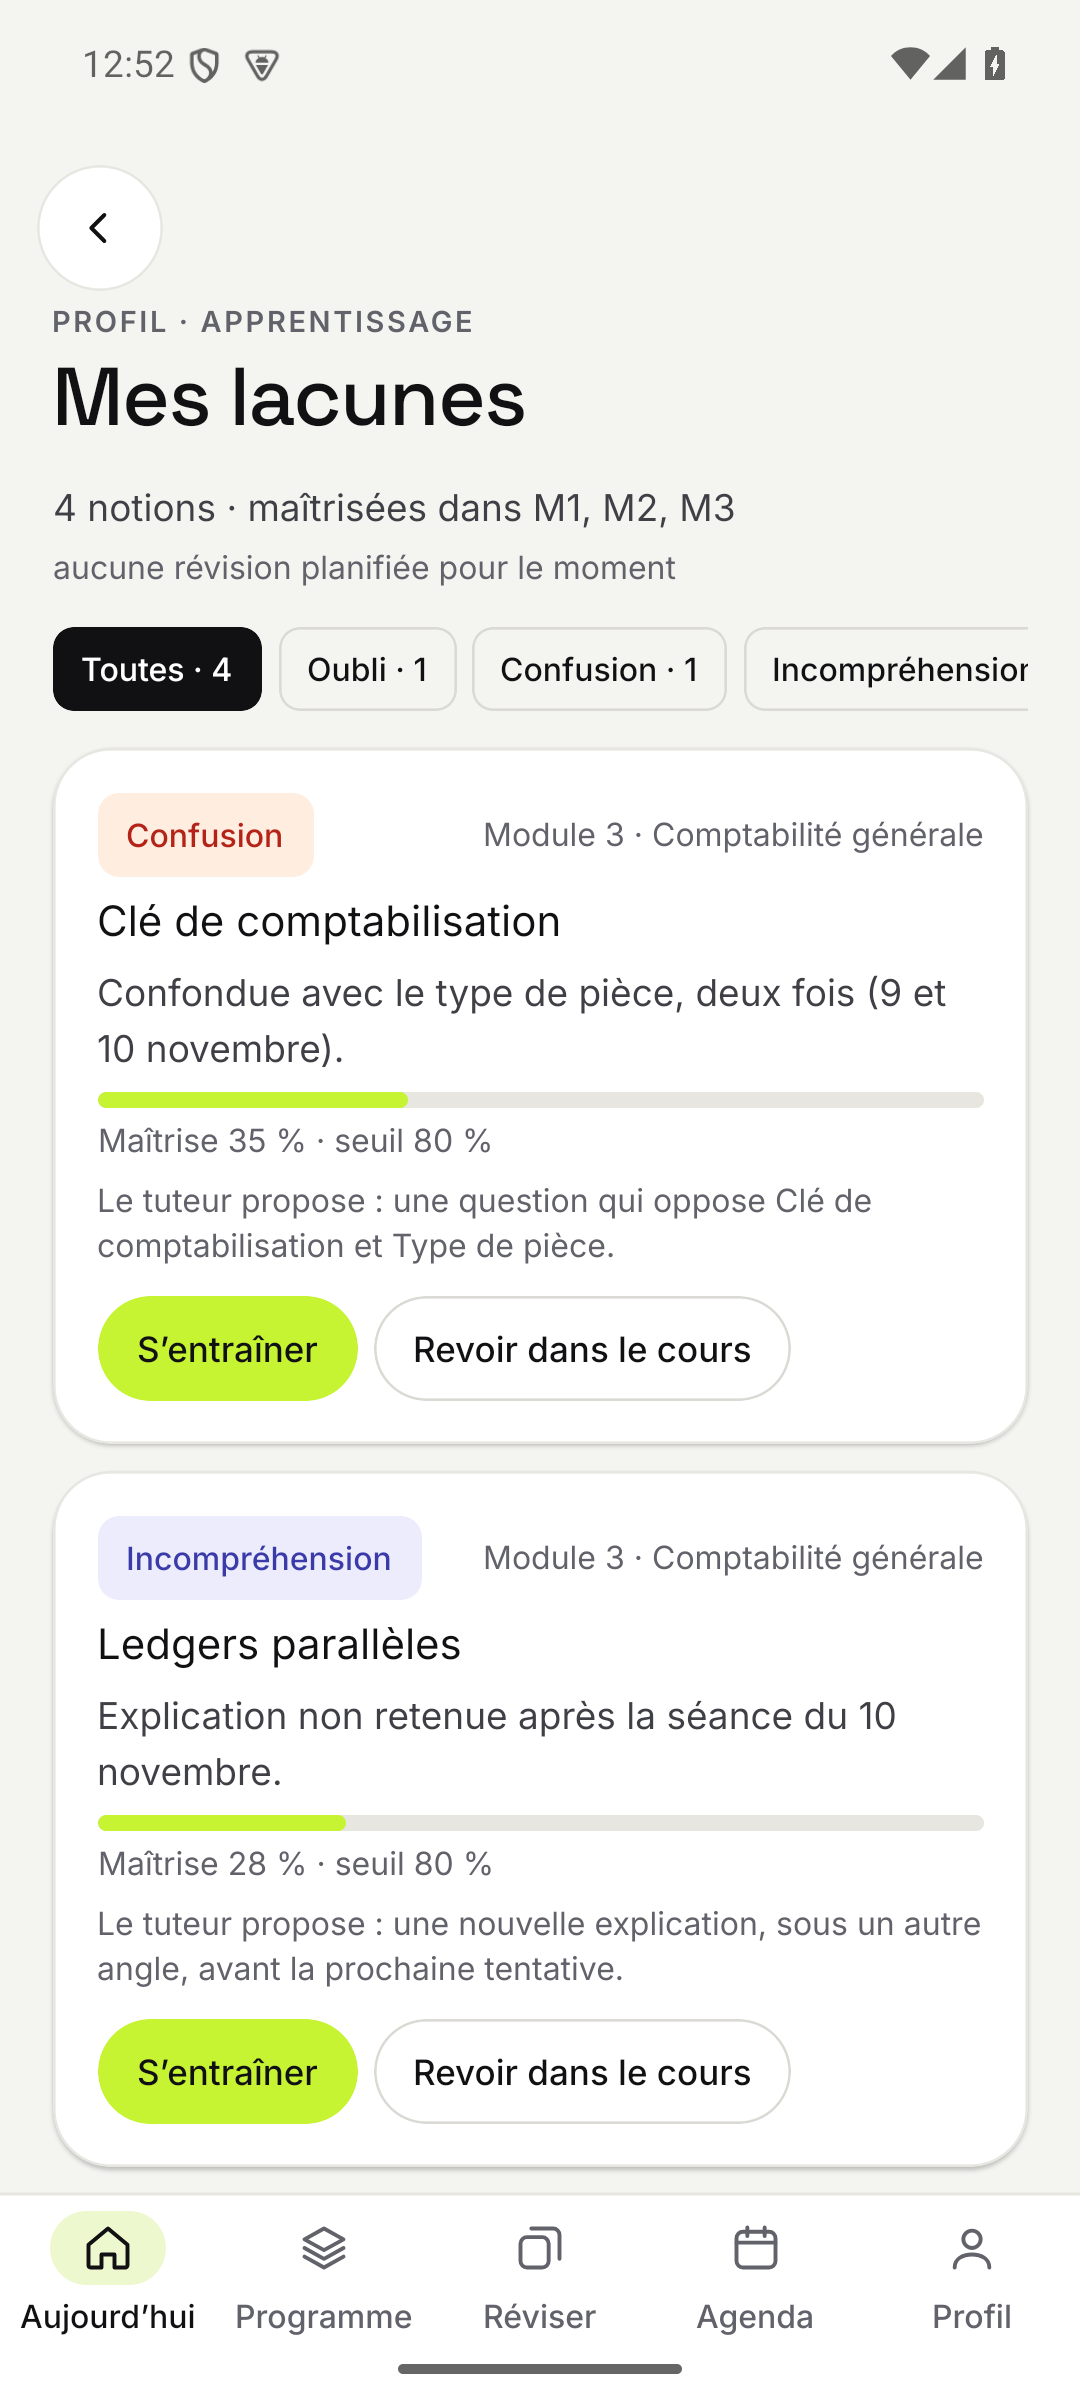 12:52
PROFIL · APPRENTISSAGE
Mes lacunes
4 notions · maîtrisées dans M1, M2, M3
aucune révision planifiée pour le moment
Toutes · 4
Oubli · 1
Confusion · 1
Incompréhension
Confusion
Module 3 · Comptabilité générale
Clé de comptabilisation
Confondue avec le type de pièce, deux fois (9 et
10 novembre).
Maîtrise 35 % · seuil 80 %
Le tuteur propose : une question qui oppose Clé de
comptabilisation et Type de pièce.
S’entraîner
Revoir dans le cours
Incompréhension
Module 3 · Comptabilité générale
Ledgers parallèles
Explication non retenue après la séance du 10
novembre.
Maîtrise 28 % · seuil 80 %
Le tuteur propose : une nouvelle explication, sous un autre
angle, avant la prochaine tentative.
S’entraîner
Revoir dans le cours
Aujourd’hui
Programme
Réviser
Agenda
Profil